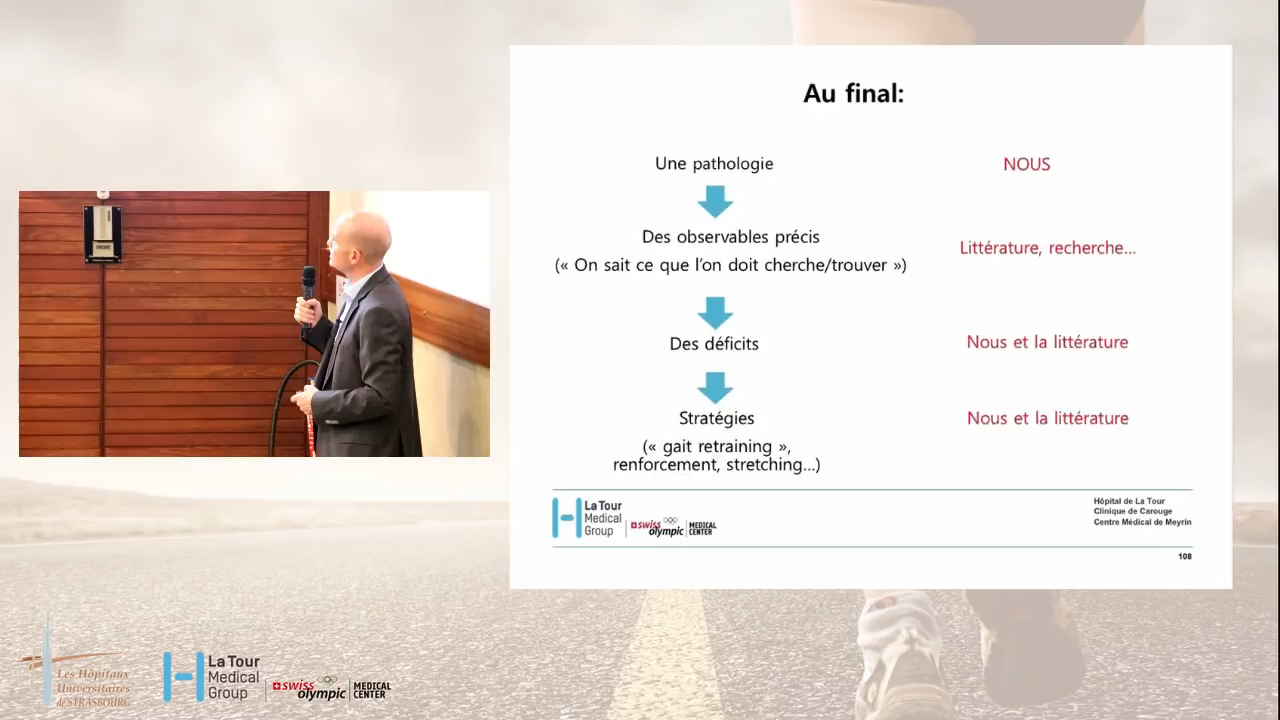 Au final:
Une pathologie
NOUS
Des observables précis
(« On sait ce que l'on doit cherche/trouver »)
Littérature, recherche...
Des déficits
Nous et la littérature
Stratégies
Nous et la littérature
(« gait retraining »,
renforcement, stretching...)
La Tour
Medical
Group
swiss
olympic
MEDICAL
CENTER
Hôpital de La Tour
Clinique de Carouge
Centre Médical de Meyrin
108
Les Hôpitaux
Universitaires
de STRASBOURG
La Tour
Medical
Group
swiss
olympic
MEDICAL
CENTER